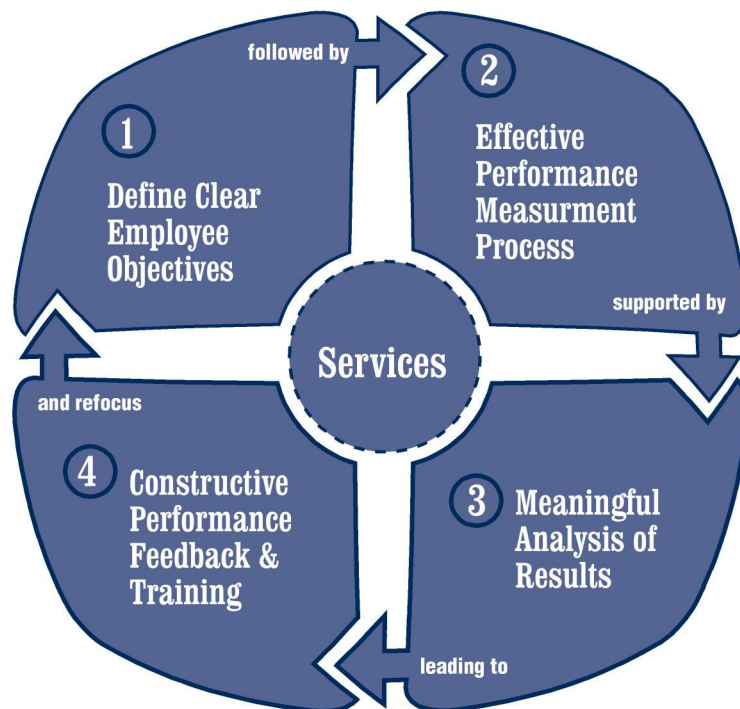 followed by
1
Define Clear
Employee
Objectives
2
Effective
Performance
Measurment
Process
supported by
Services
3
Meaningful
Analysis of
Results
leading to
4
Constructive
Performance
Feedback &
Training
and refocus